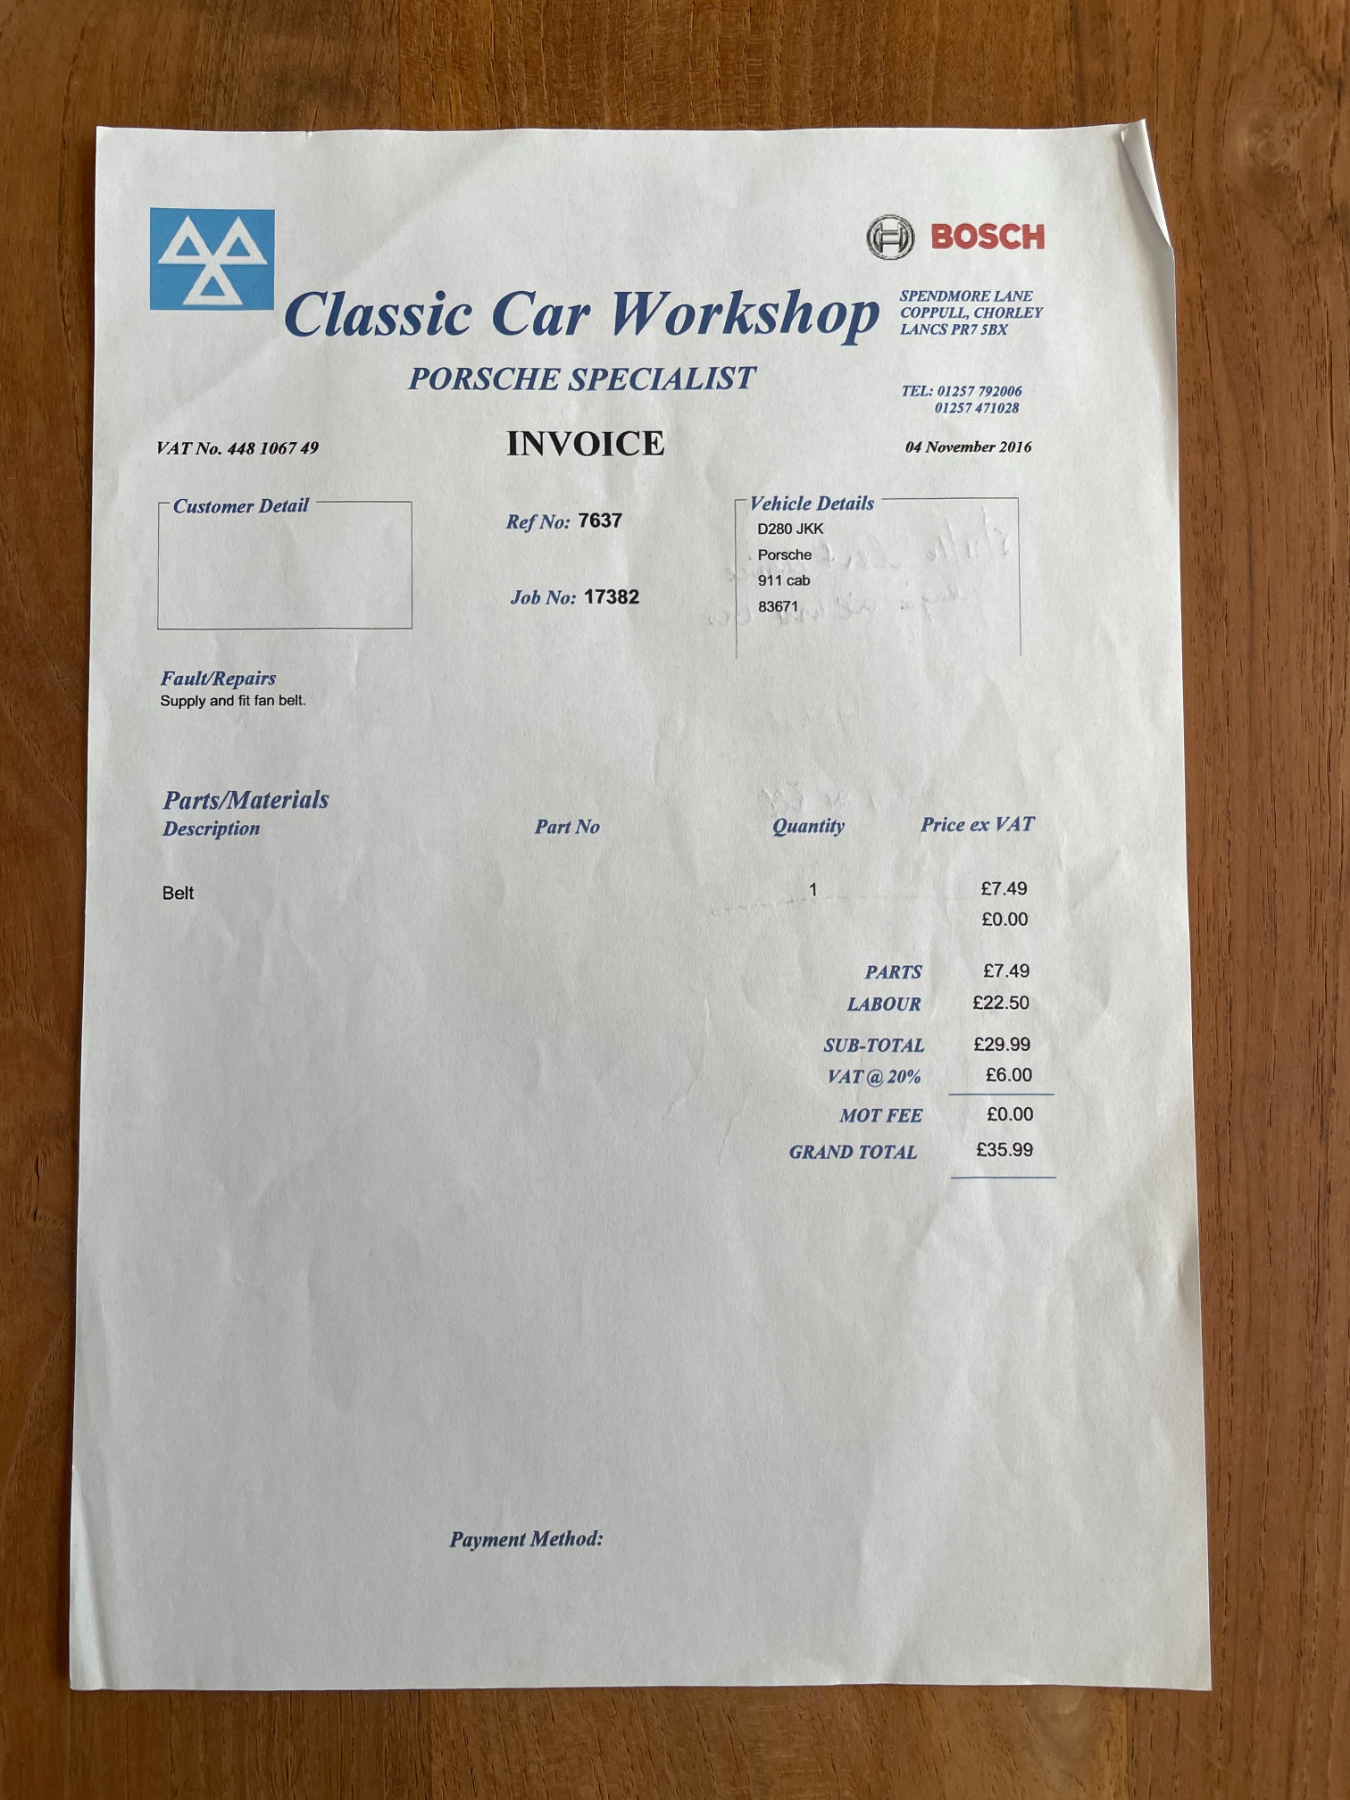 BOSCH
Classic Car Workshop
SPENDMORE LANE
COPPULL, CHORLEY
LANCS PR7 5BX
PORSCHE SPECIALIST
TEL: 01257 792006
01257 471028
VAT No. 448 1067 49
INVOICE
04 November 2016
Customer Detail
Ref No: 7637
Job No: 17382
Vehicle Details
D280 JKK
Porsche
911 cab
83671
Fault/Repairs
Supply and fit fan belt.
Parts/Materials
Description Part No Quantity Price ex VAT
Belt 1 £7.49
£0.00
PARTS £7.49
LABOUR £22.50
SUB-TOTAL £29.99
VAT @ 20% £6.00
MOT FEE £0.00
GRAND TOTAL £35.99
Payment Method: